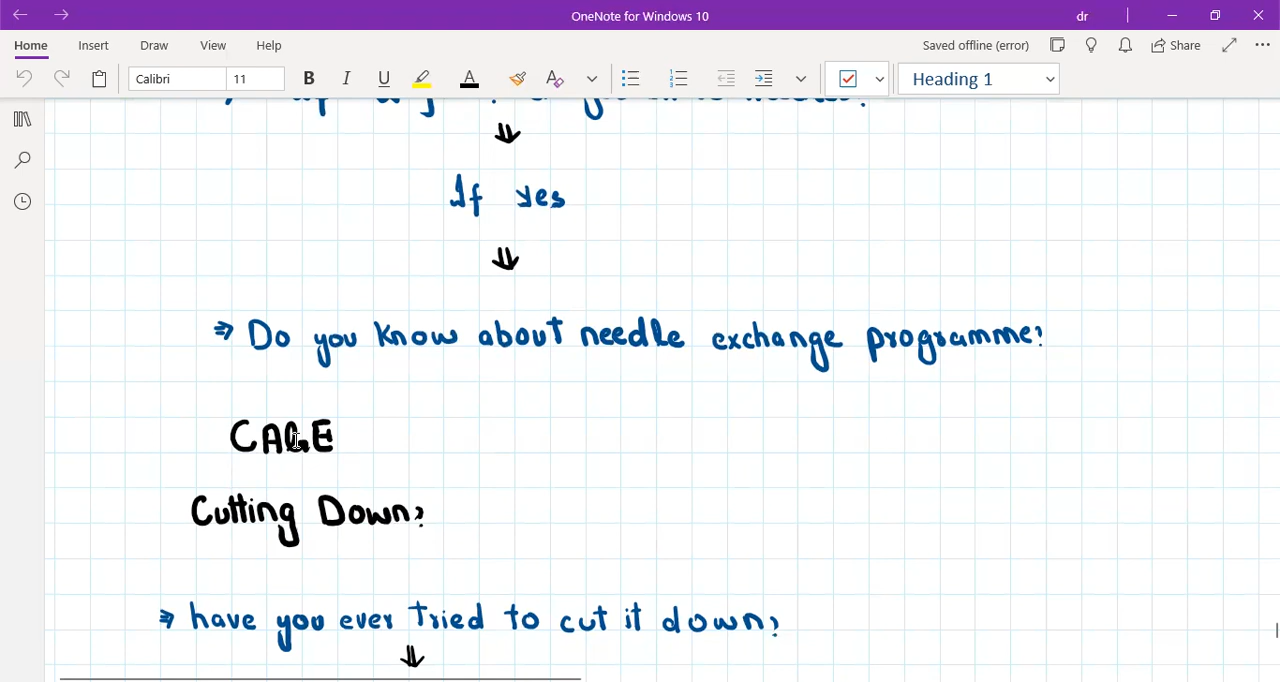 OneNote for Windows 10
dr
Home Insert Draw View Help
Saved offline (error) Share
Calibri 11 B I U A A Heading 1
If yes
⇒ Do you know about needle exchange programme?
CAGE
Cutting Down?
⇒ have you ever Tried to cut it down?